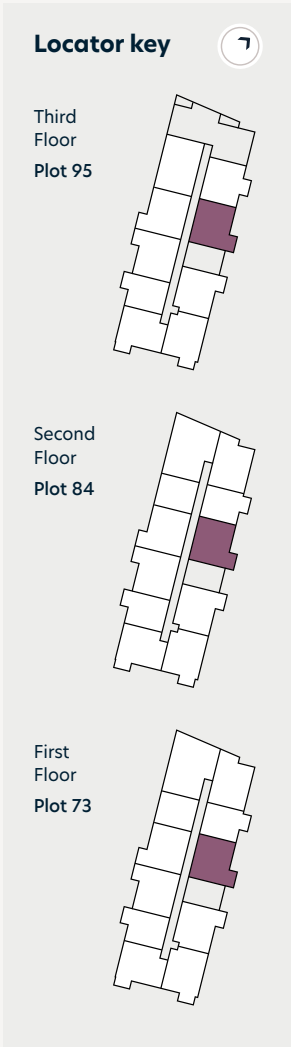 Locator key
Third
Floor
Plot 95
Second
Floor
Plot 84
First
Floor
Plot 73